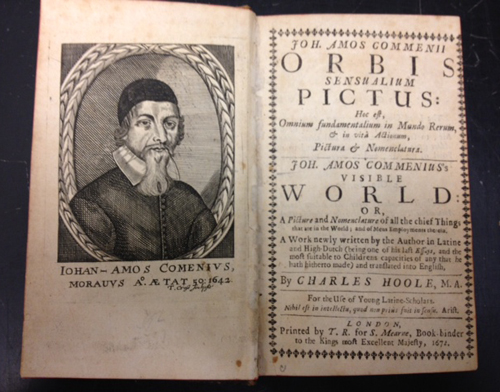 IOHAN–AMOS COMENIVS,
MORAVUS Aº. ÆTAT 50: 1642
JOH. AMOS COMMENII
ORBIS
SENSUALIUM
PICTUS:
Hoc est,
Omnium fundamentalium in Mundo Rerum,
& in vitâ Actionum,
Pictura & Nomenclatura.
JOH. AMOS COMMENIUS's
VISIBLE
WORLD:
OR,
A Picture and Nomenclature of all the chief Things
that are in the World; and of Mens Employments therein.
A Work newly written by the Author in Latine
and High-Dutch (being one of his last Essays, and the
most suitable to Childrens capacities of any that he
hath hitherto made) and translated into English,
By CHARLES HOOLE, M.A.
For the Use of Young Latine-Scholars.
Nihil est in intellectu, quod non prius fuit in sensu. Arist.
LONDON,
Printed by T. R. for S. Mearne, Book-binder
to the Kings most Excellent Majesty, 1672.